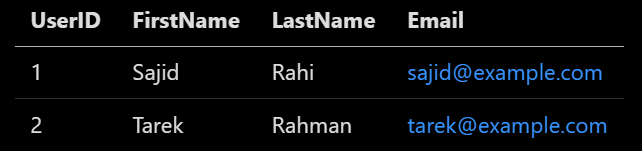 UserID FirstName LastName Email
1 Sajid Rahi sajid@example.com
2 Tarek Rahman tarek@example.com